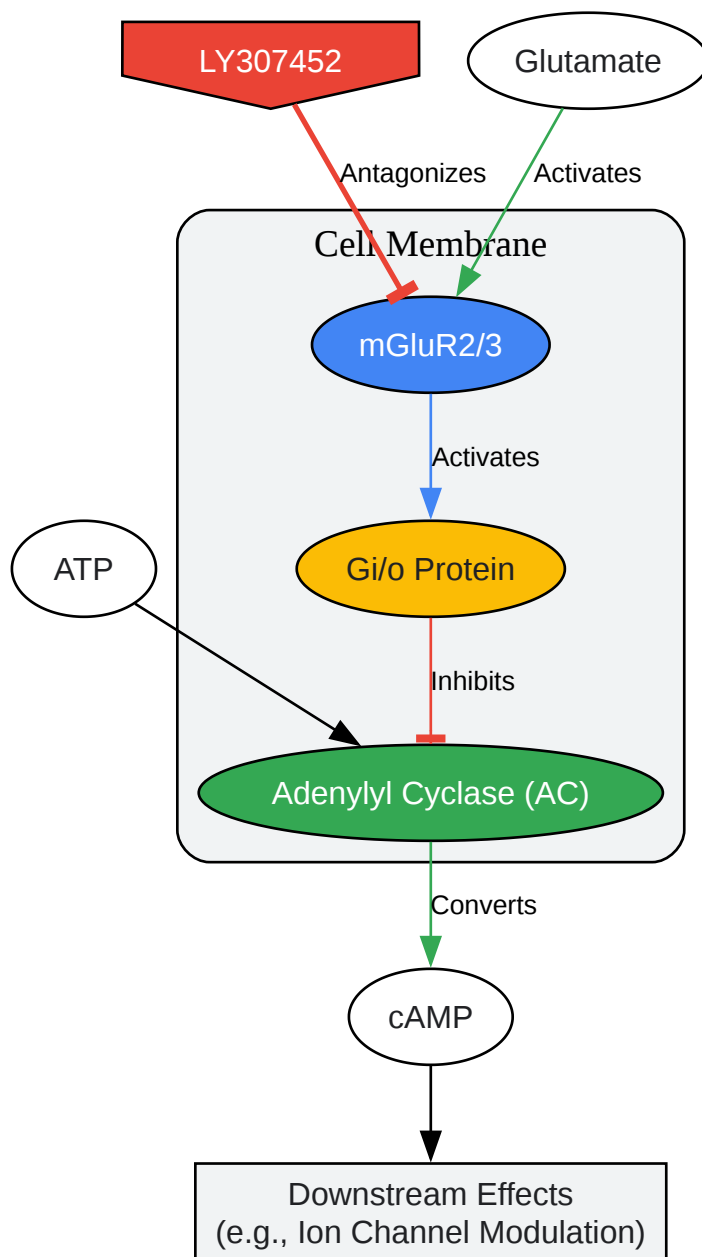 LY307452
Glutamate
Antagonizes
Activates
Cell Membrane
mGluR2/3
Activates
ATP
Gi/o Protein
Inhibits
Adenylyl Cyclase (AC)
Converts
cAMP
Downstream Effects
(e.g., Ion Channel Modulation)